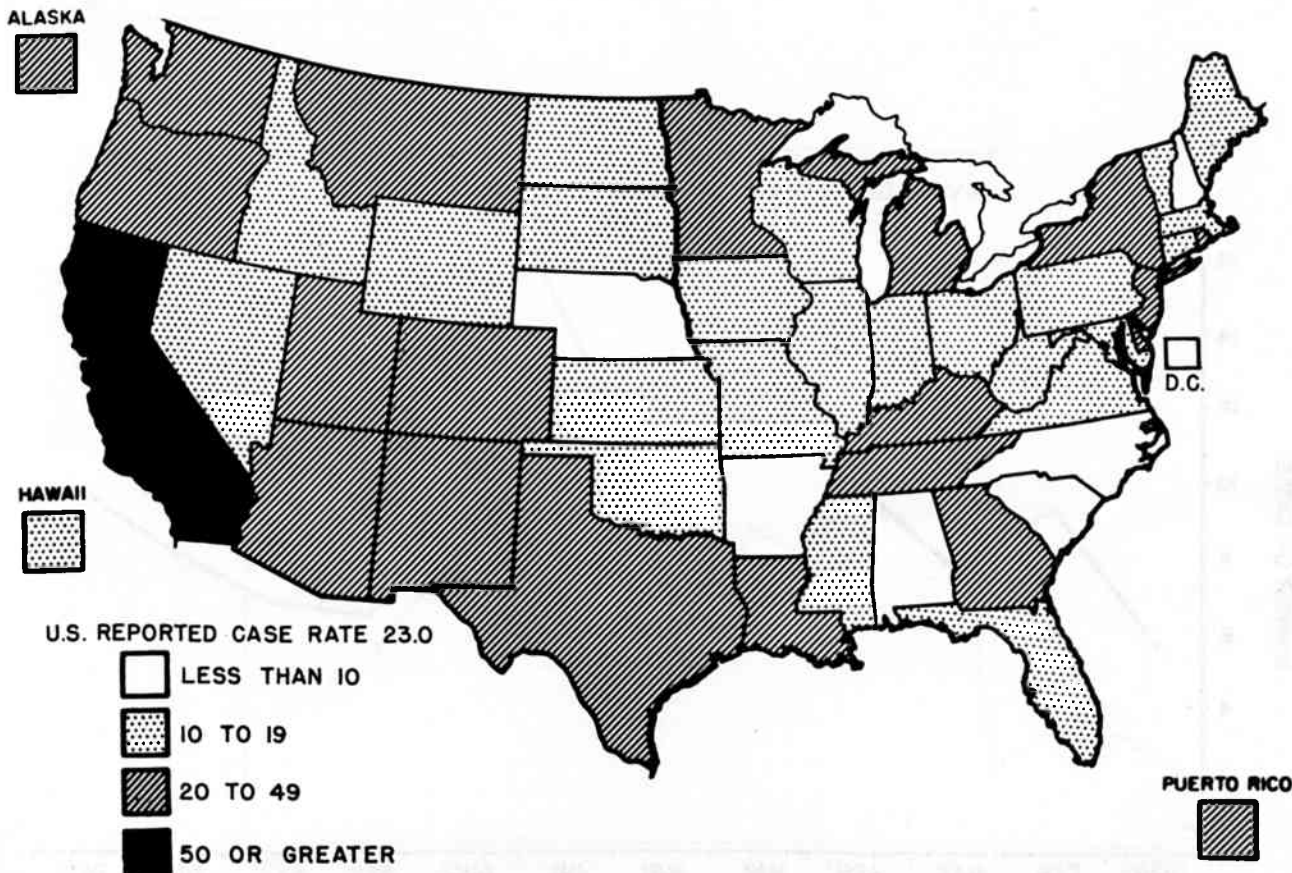 ALASKA
D.C.
HAWAII
U.S. REPORTED CASE RATE 23.0
LESS THAN 10
10 TO 19
20 TO 49
50 OR GREATER
PUERTO RICO